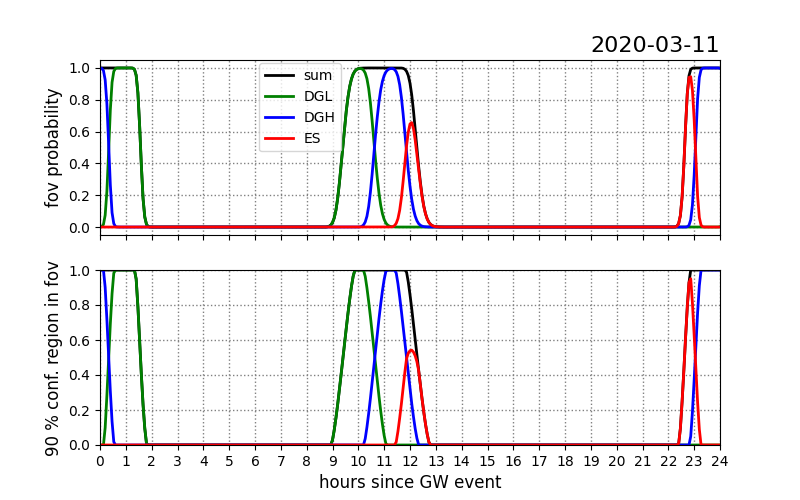 2020-03-11
fov probability
1.0
0.8
0.6
0.4
0.2
0.0
sum
DGL
DGH
ES
90 % conf. region in fov
1.0
0.8
0.6
0.4
0.2
0.0
0 1 2 3 4 5 6 7 8 9 10 11 12 13 14 15 16 17 18 19 20 21 22 23 24
hours since GW event